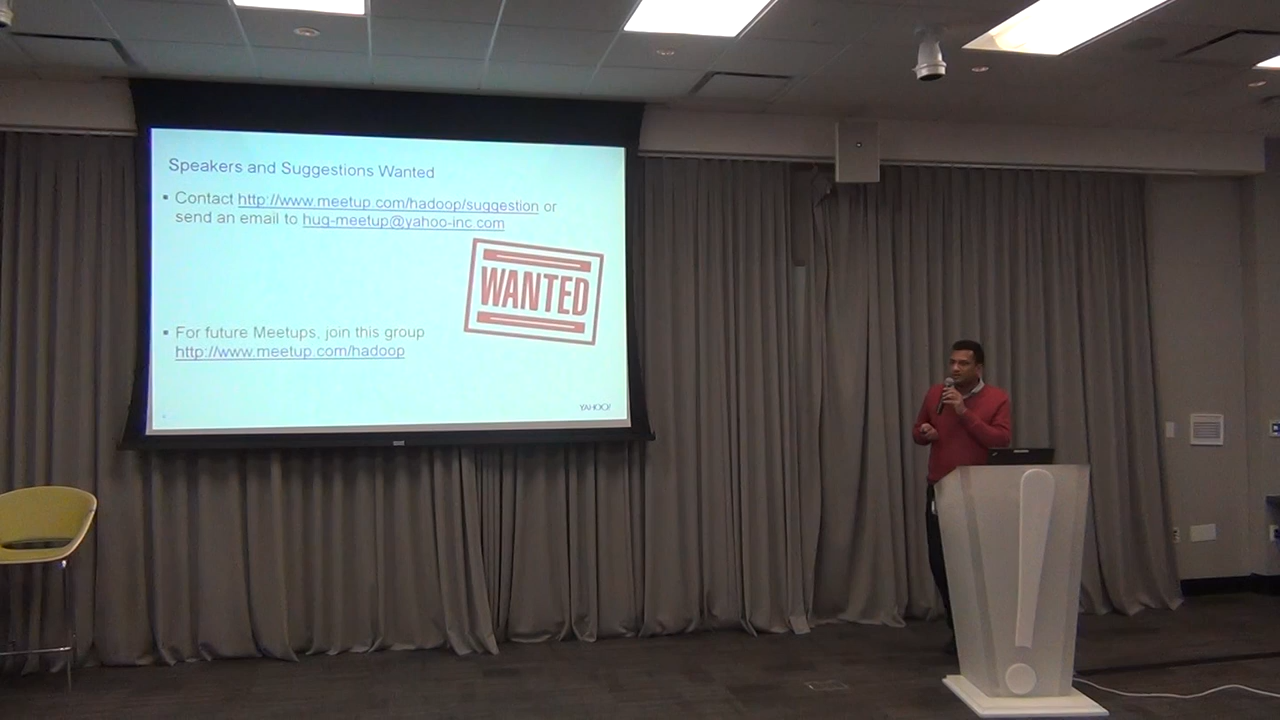 Speakers and Suggestions Wanted
▪ Contact http://www.meetup.com/hadoop/suggestion or
send an email to hug-meetup@yahoo-inc.com
WANTED
▪ For future Meetups, join this group
http://www.meetup.com/hadoop
YAHOO!